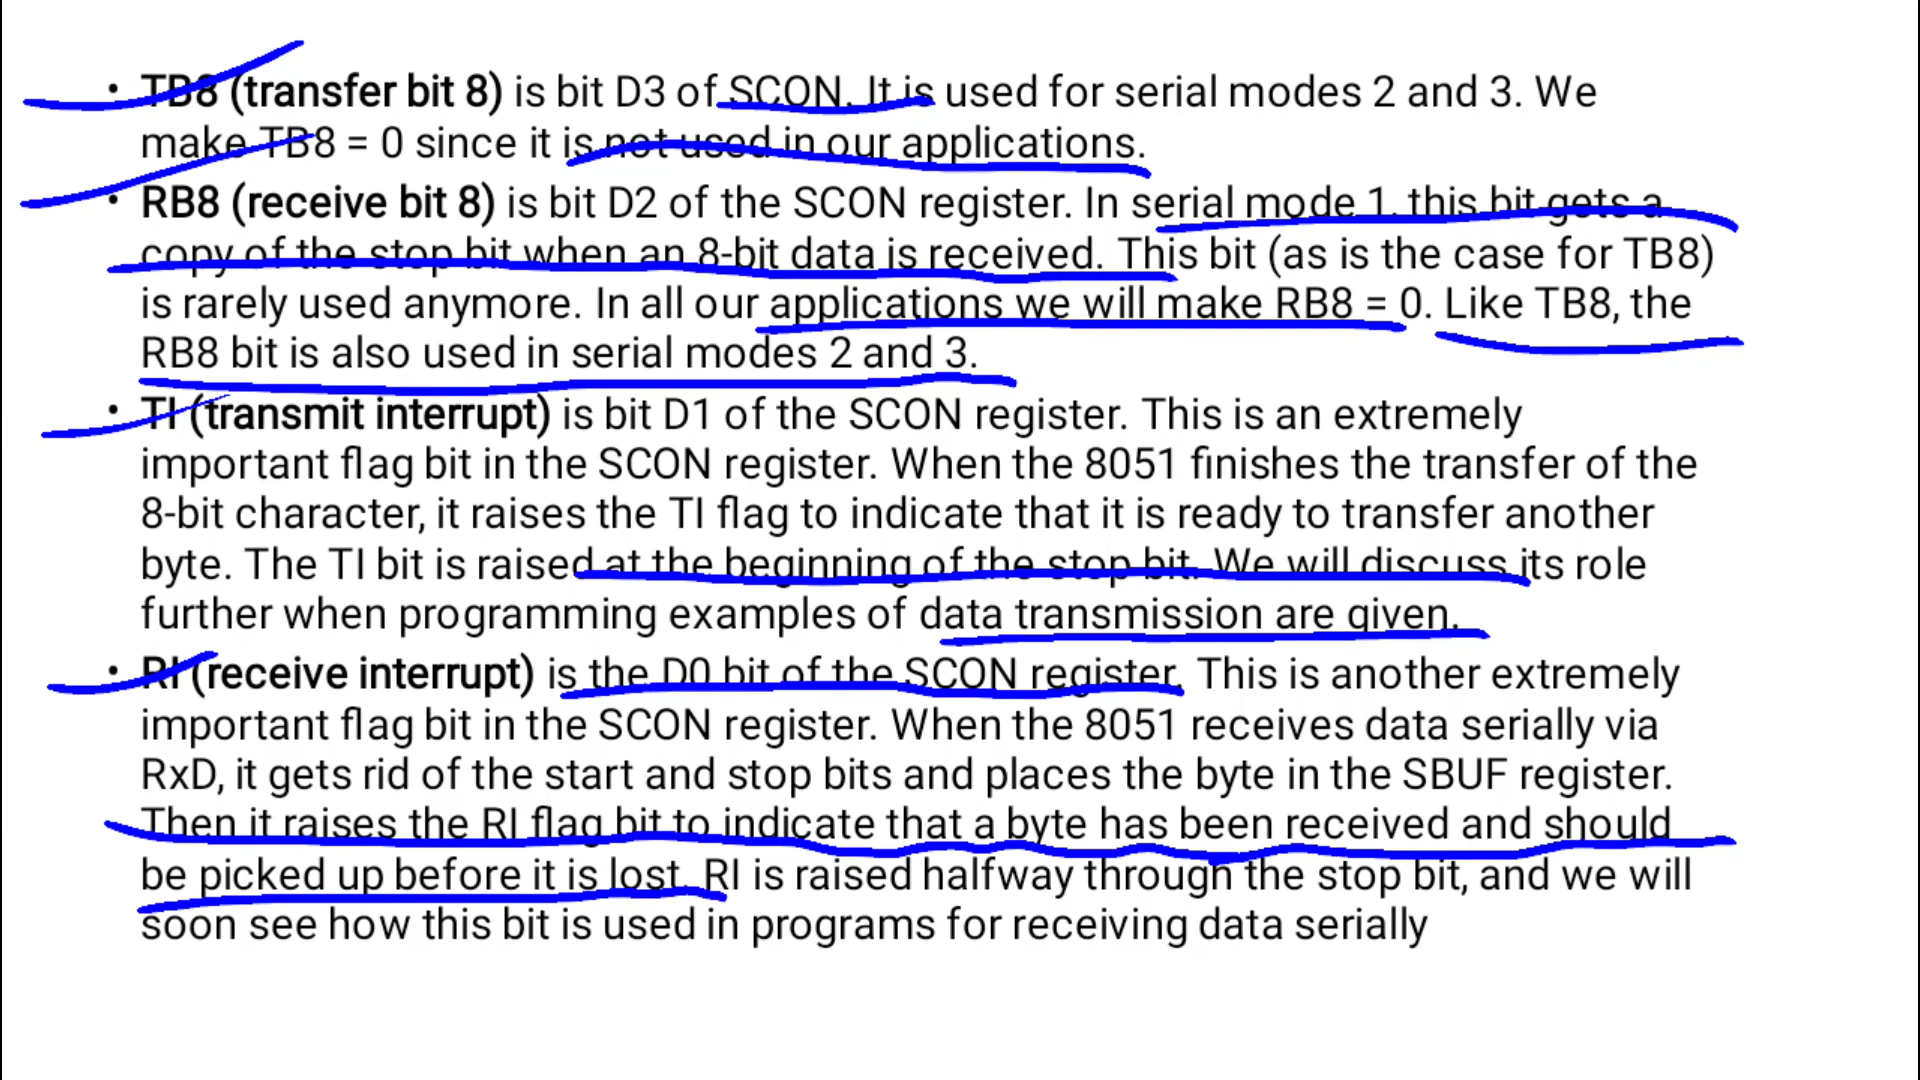 • TB8 (transfer bit 8) is bit D3 of SCON. It is used for serial modes 2 and 3. We
make TB8 = 0 since it is not used in our applications.
• RB8 (receive bit 8) is bit D2 of the SCON register. In serial mode 1, this bit gets a
copy of the stop bit when an 8-bit data is received. This bit (as is the case for TB8)
is rarely used anymore. In all our applications we will make RB8 = 0. Like TB8, the
RB8 bit is also used in serial modes 2 and 3.
• TI (transmit interrupt) is bit D1 of the SCON register. This is an extremely
important flag bit in the SCON register. When the 8051 finishes the transfer of the
8-bit character, it raises the TI flag to indicate that it is ready to transfer another
byte. The TI bit is raised at the beginning of the stop bit. We will discuss its role
further when programming examples of data transmission are given.
• RI (receive interrupt) is the D0 bit of the SCON register. This is another extremely
important flag bit in the SCON register. When the 8051 receives data serially via
RxD, it gets rid of the start and stop bits and places the byte in the SBUF register.
Then it raises the RI flag bit to indicate that a byte has been received and should
be picked up before it is lost. RI is raised halfway through the stop bit, and we will
soon see how this bit is used in programs for receiving data serially